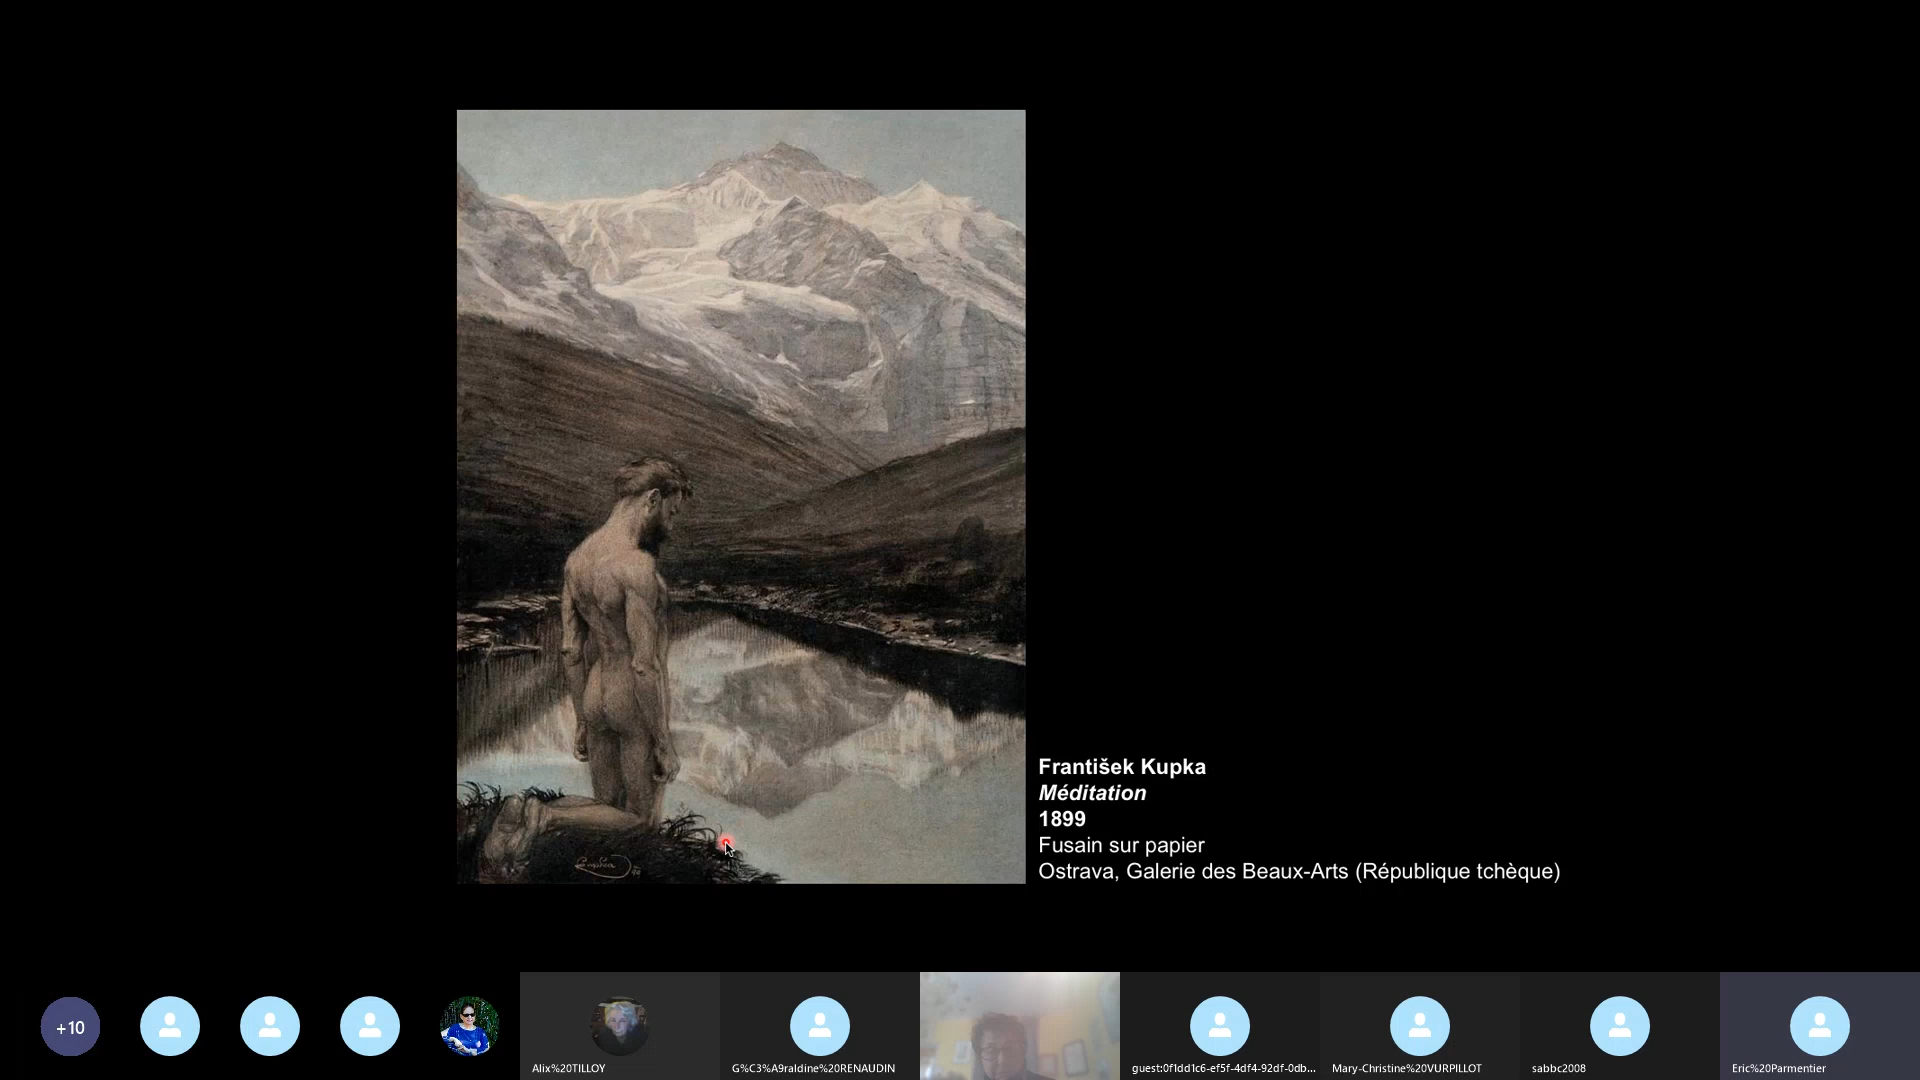 František Kupka
Méditation
1899
Fusain sur papier
Ostrava, Galerie des Beaux-Arts (République tchèque)
+10
Alix%20TILLOY
G%C3%A9raldine%20RENAUDIN
guest:0f1dd1c6-ef5f-4df4-92df-0db...
Mary-Christine%20VURPILLOT
sabbc2008
Eric%20Parmentier